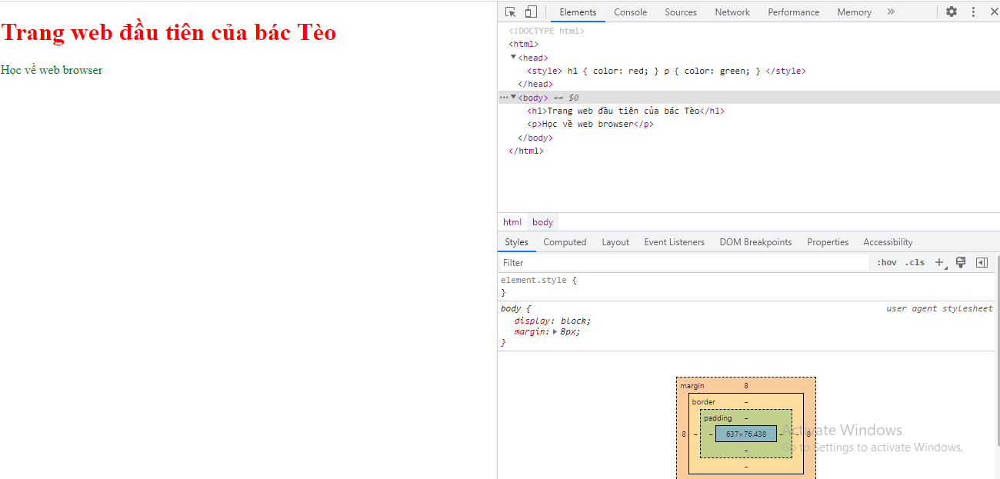 Trang web đầu tiên của bác Tèo
Học về web browser
Elements Console Sources Network Performance Memory »
<!DOCTYPE html>
<html>
<head>
<style> h1 { color: red; } p { color: green; } </style>
</head>
<body> == $0
<h1>Trang web đầu tiên của bác Tèo</h1>
<p>Học về web browser</p>
</body>
</html>
html body
Styles Computed Layout Event Listeners DOM Breakpoints Properties Accessibility
Filter :hov .cls +
element.style {
}
body { user agent stylesheet
display: block;
margin: 8px;
}
margin 8
border –
padding –
8 – – 637×76.438 – – 8
–
–
Activate Windows
Go to Settings to activate Windows.